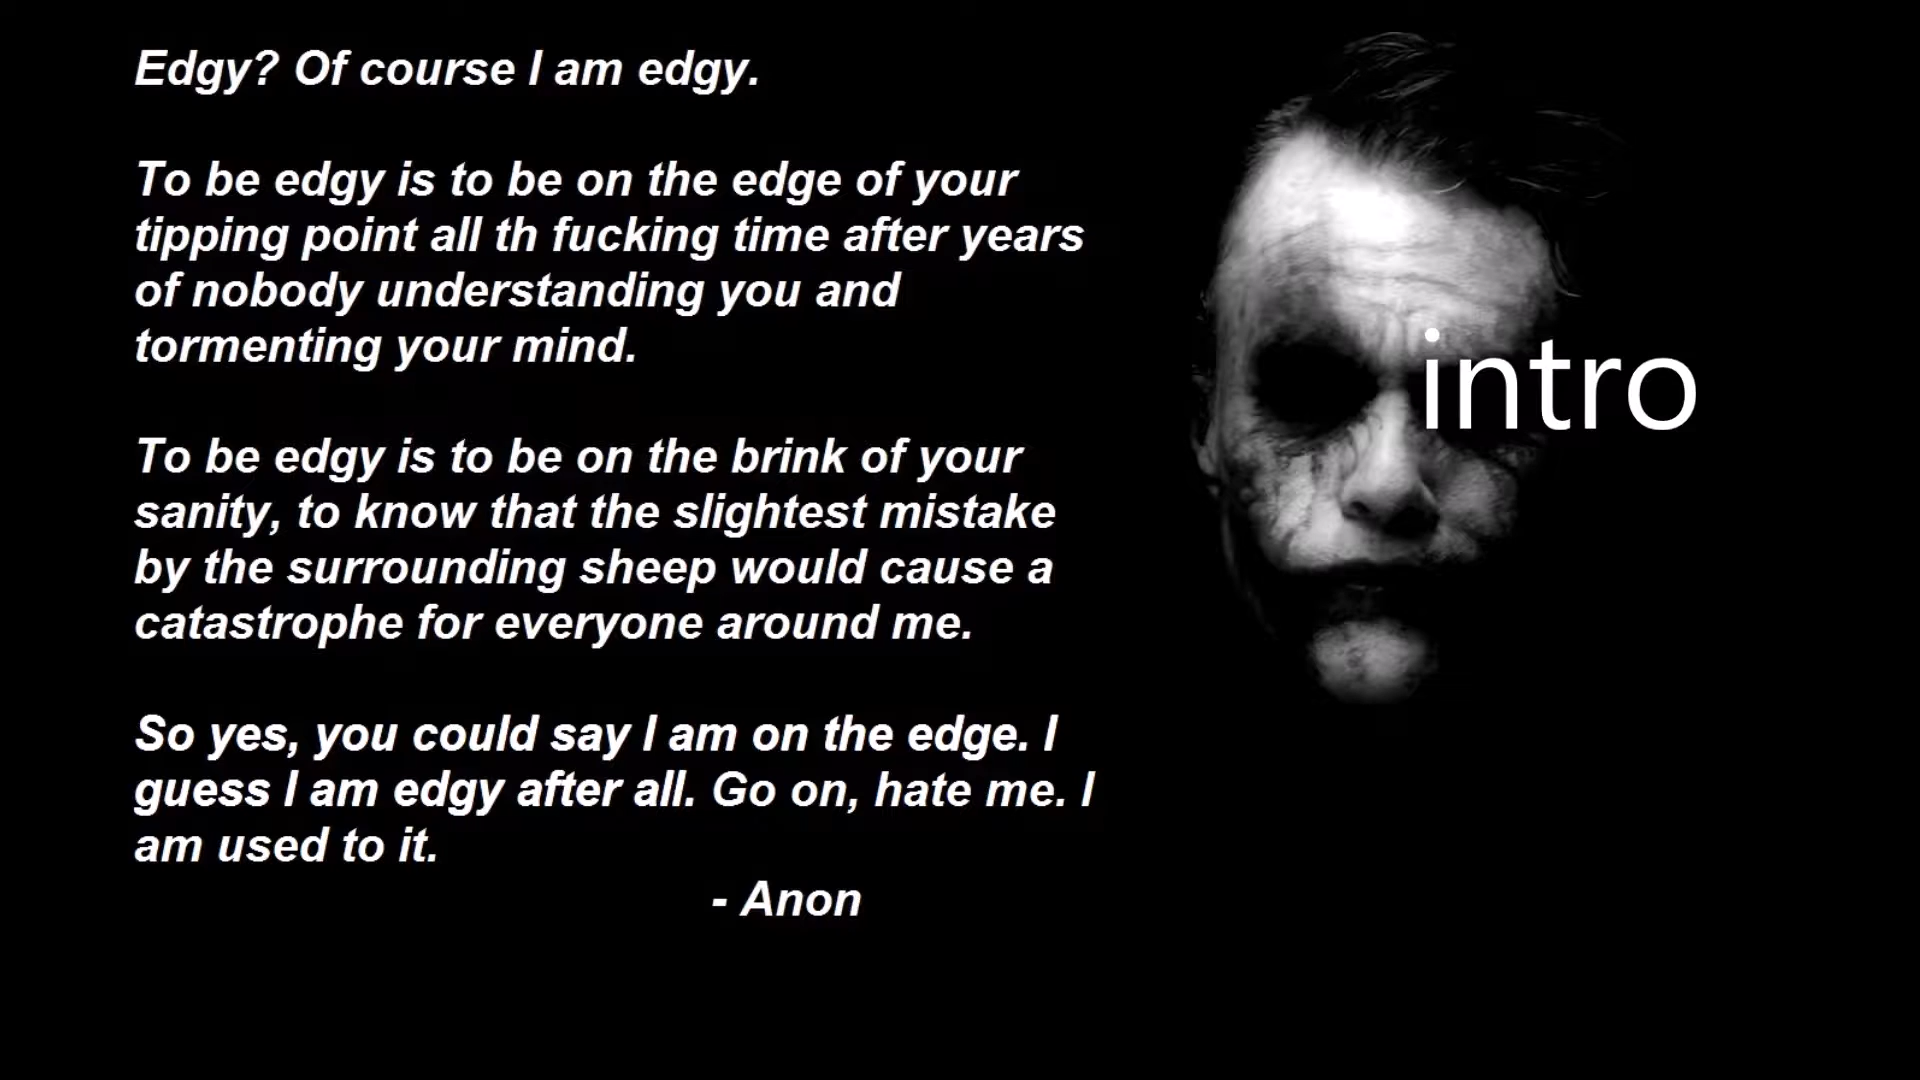 Edgy? Of course I am edgy.
To be edgy is to be on the edge of your
tipping point all th fucking time after years
of nobody understanding you and
tormenting your mind.
To be edgy is to be on the brink of your
sanity, to know that the slightest mistake
by the surrounding sheep would cause a
catastrophe for everyone around me.
So yes, you could say I am on the edge. I
guess I am edgy after all. Go on, hate me. I
am used to it.
- Anon
intro